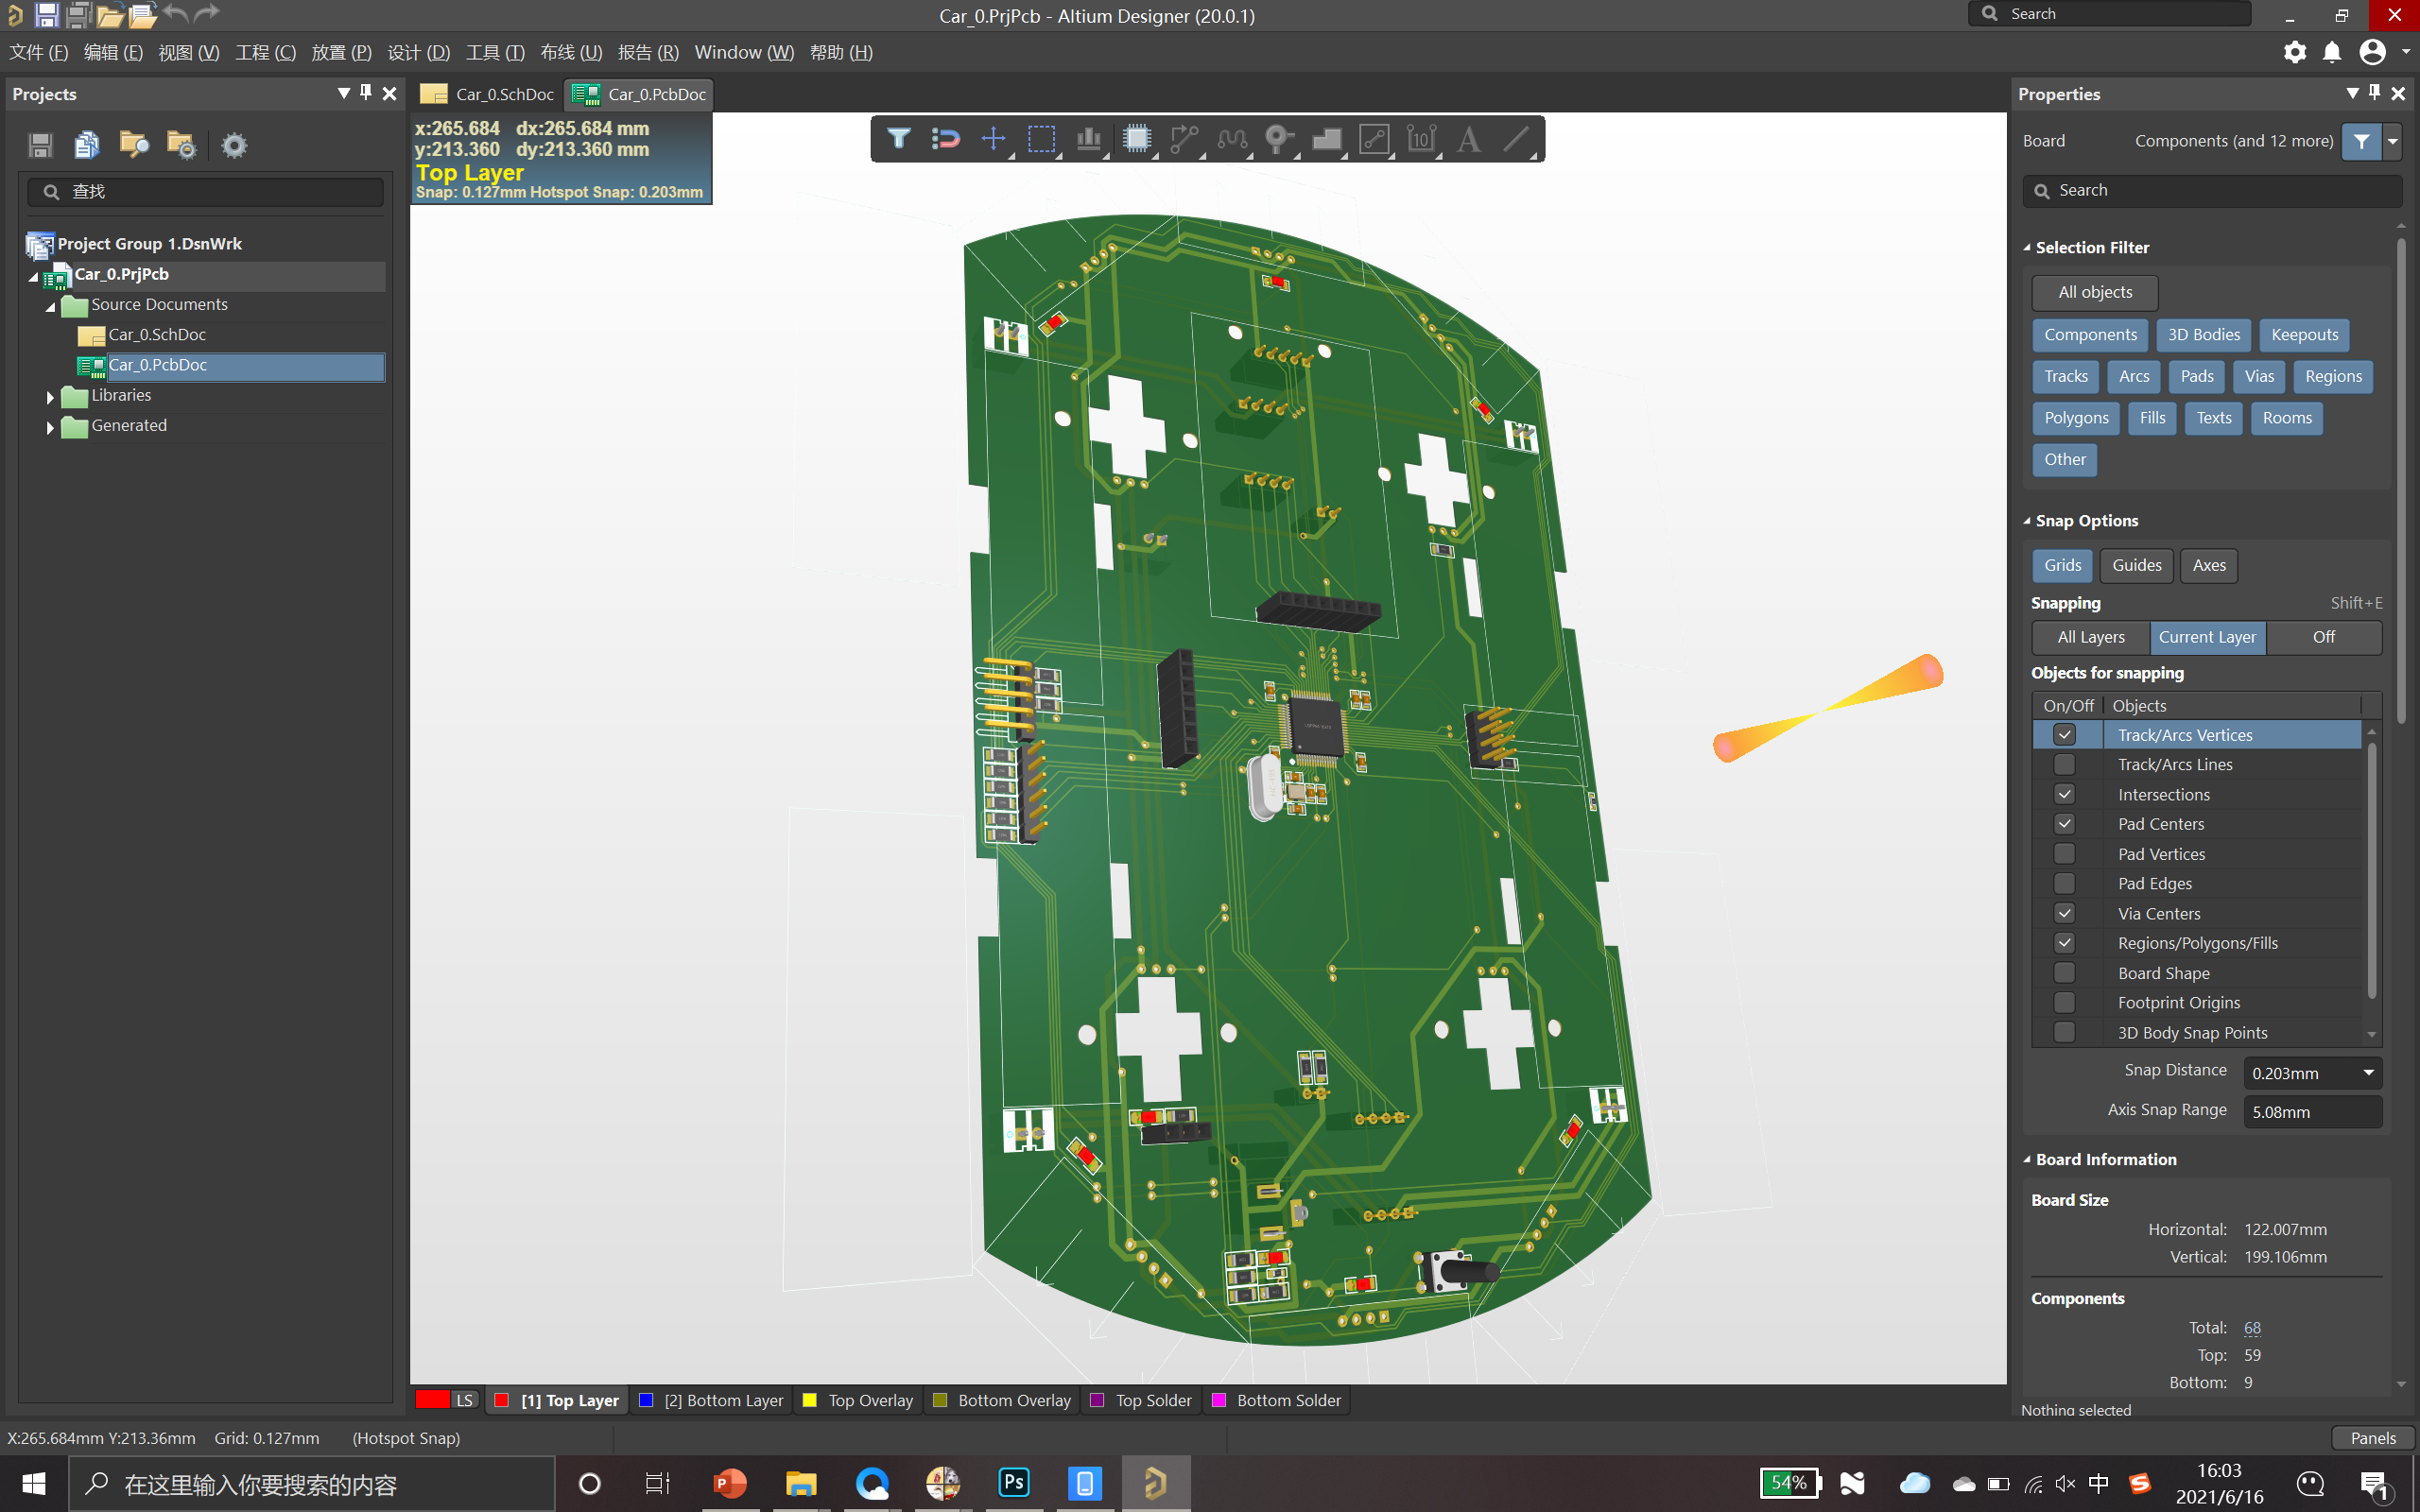 Car_0.PrjPcb - Altium Designer (20.0.1)
Search
文件 (F) 编辑 (E) 视图 (V) 工程 (C) 放置 (P) 设计 (D) 工具 (T) 布线 (U) 报告 (R) Window (W) 帮助 (H)
Projects
查找
Project Group 1.DsnWrk
Car_0.PrjPcb
Source Documents
Car_0.SchDoc
Car_0.PcbDoc
Libraries
Generated
Car_0.SchDoc
Car_0.PcbDoc
x:265.684 dx:265.684 mm
y:213.360 dy:213.360 mm
Top Layer
Snap: 0.127mm Hotspot Snap: 0.203mm
10
A
Properties
Board Components (and 12 more)
Search
Selection Filter
All objects
Components 3D Bodies Keepouts
Tracks Arcs Pads Vias Regions
Polygons Fills Texts Rooms
Other
Snap Options
Grids Guides Axes
Snapping Shift+E
All Layers Current Layer Off
Objects for snapping
On/Off Objects
Track/Arcs Vertices
Track/Arcs Lines
Intersections
Pad Centers
Pad Vertices
Pad Edges
Via Centers
Regions/Polygons/Fills
Board Shape
Footprint Origins
3D Body Snap Points
Snap Distance 0.203mm
Axis Snap Range 5.08mm
Board Information
Board Size
Horizontal: 122.007mm
Vertical: 199.106mm
Components
Total: 68
Top: 59
Bottom: 9
Nothing selected
LS [1] Top Layer [2] Bottom Layer Top Overlay Bottom Overlay Top Solder Bottom Solder
X:265.684mm Y:213.36mm Grid: 0.127mm (Hotspot Snap)
Panels
在这里输入你要搜索的内容
P
Ps
54%
中
S
16:03
2021/6/16
1